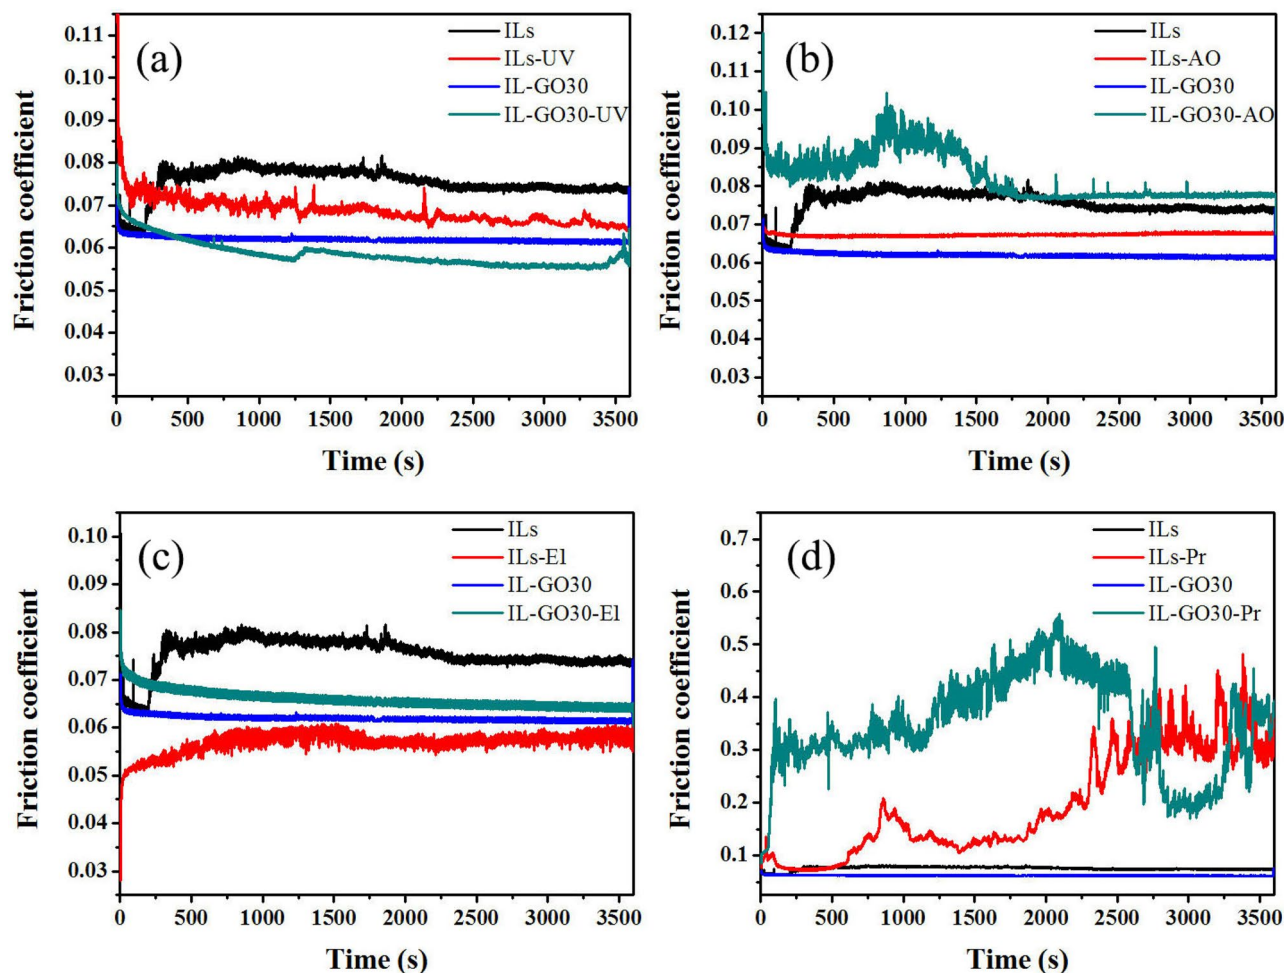 (a)
ILs
ILs-UV
IL-GO30
IL-GO30-UV
Friction coefficient
0.11
0.10
0.09
0.08
0.07
0.06
0.05
0.04
0.03
0 500 1000 1500 2000 2500 3000 3500
Time (s)
(b)
ILs
ILs-AO
IL-GO30
IL-GO30-AO
Friction coefficient
0.12
0.11
0.10
0.09
0.08
0.07
0.06
0.05
0.04
0.03
0 500 1000 1500 2000 2500 3000 3500
Time (s)
(c)
ILs
ILs-El
IL-GO30
IL-GO30-El
Friction coefficient
0.10
0.09
0.08
0.07
0.06
0.05
0.04
0.03
0 500 1000 1500 2000 2500 3000 3500
Time (s)
(d)
ILs
ILs-Pr
IL-GO30
IL-GO30-Pr
Friction coefficient
0.7
0.6
0.5
0.4
0.3
0.2
0.1
0 500 1000 1500 2000 2500 3000 3500
Time (s)